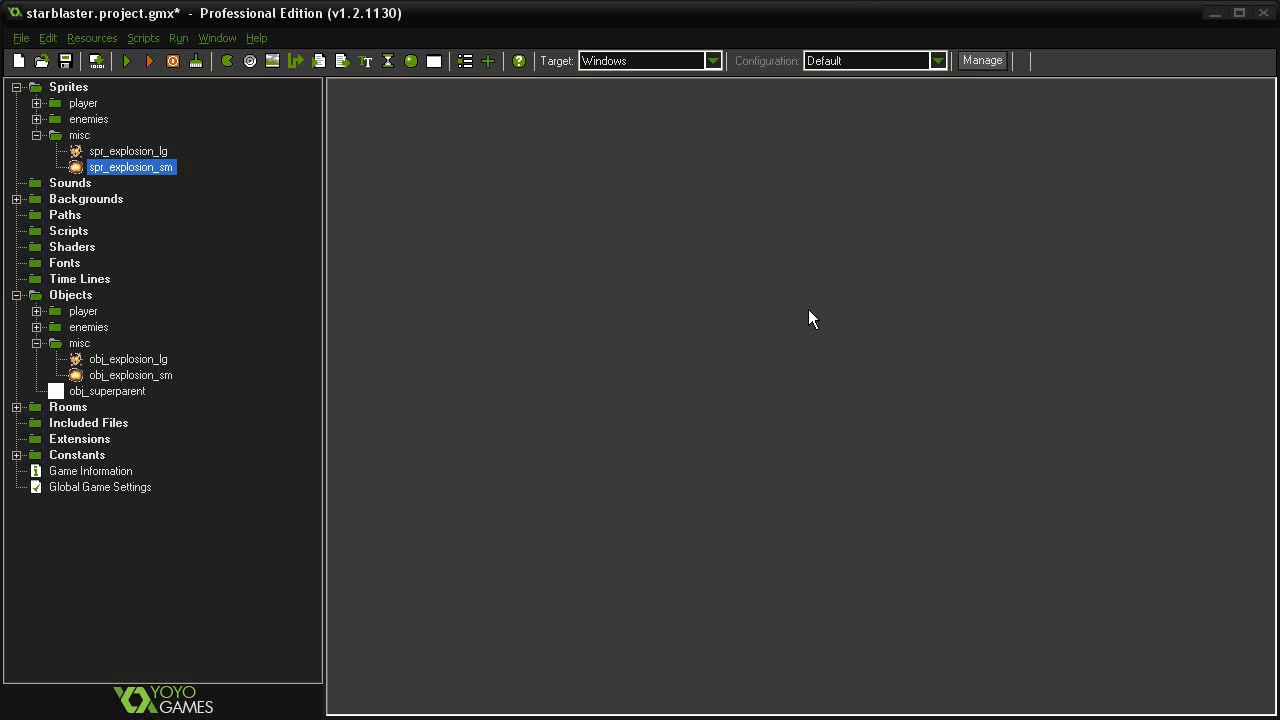 starblaster.project.gmx* - Professional Edition (v1.2.1130)
File Edit Resources Scripts Run Window Help
Target: Windows Configuration: Default Manage
Sprites
player
enemies
misc
spr_explosion_lg
spr_explosion_sm
Sounds
Backgrounds
Paths
Scripts
Shaders
Fonts
Time Lines
Objects
player
enemies
misc
obj_explosion_lg
obj_explosion_sm
obj_superparent
Rooms
Included Files
Extensions
Constants
Game Information
Global Game Settings
YOYO
GAMES